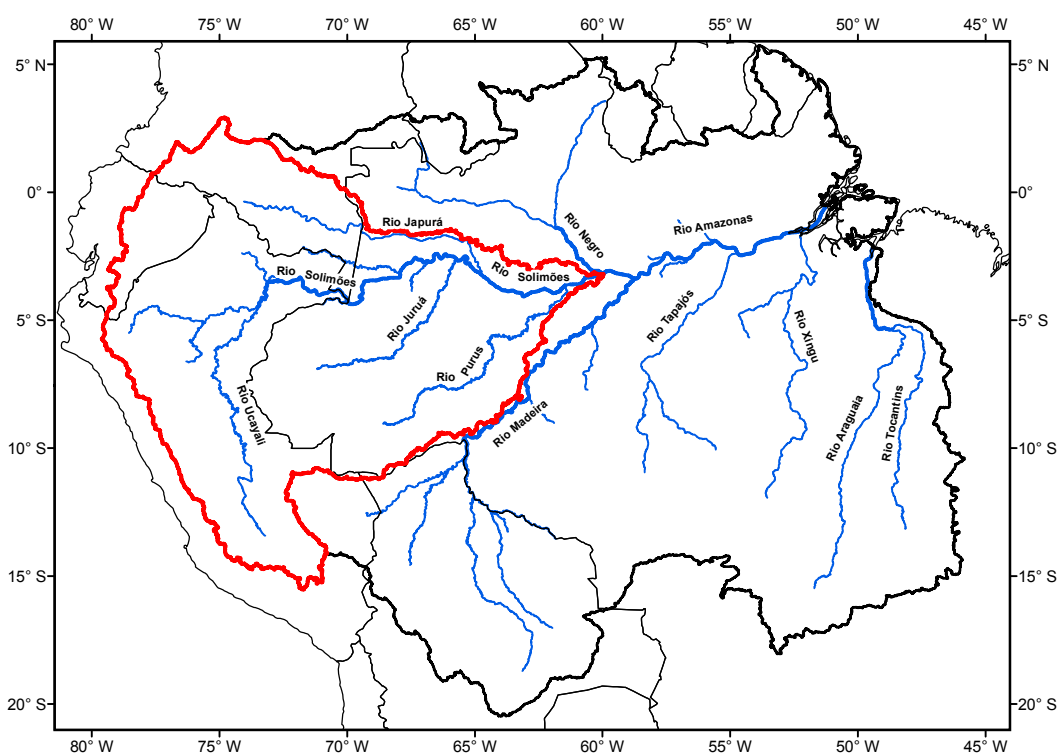 80° W 75° W 70° W 65° W 60° W 55° W 50° W 45° W
5° N 5° N
0° 0°
Rio Japurá
Rio Negro
Rio Amazonas
Rio Solimões
Rio Solimões
5° S 5° S
Rio Juruá
Rio Tapajós
Rio Xingu
Rio Purus
Rio Ucayali
Rio Madeira
Rio Araguaia
Rio Tocantins
10° S 10° S
15° S 15° S
20° S 20° S
80° W 75° W 70° W 65° W 60° W 55° W 50° W 45° W